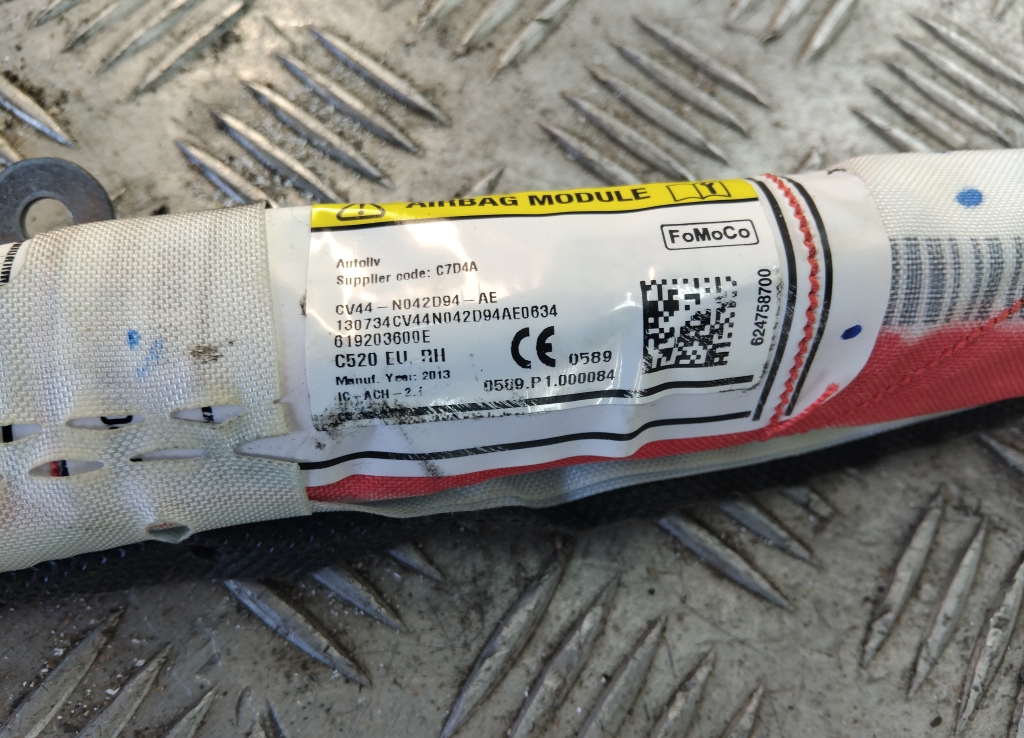 AIRBAG MODULE
FoMoCo
Autoliv
Supplier code: C7D4A
CV44-N042D94-AE
130734CV44N042D94AE0834
619203600E
C520 EU. RH
CE 0589
Manuf. Year: 2013
0589.P1.000084
624758700